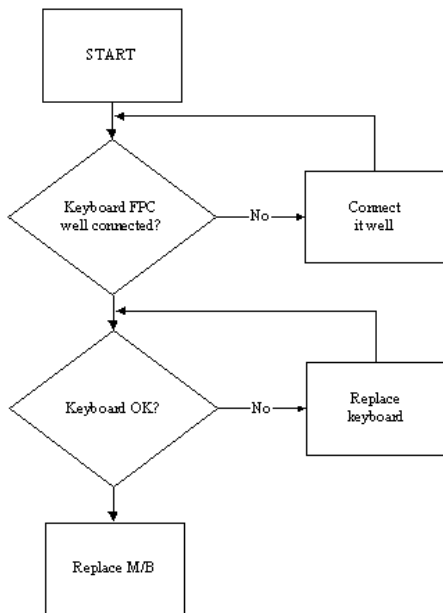 START
Keyboard FPC
well connected?
No
Connect
it well
Keyboard OK?
No
Replace
keyboard
Replace M/B